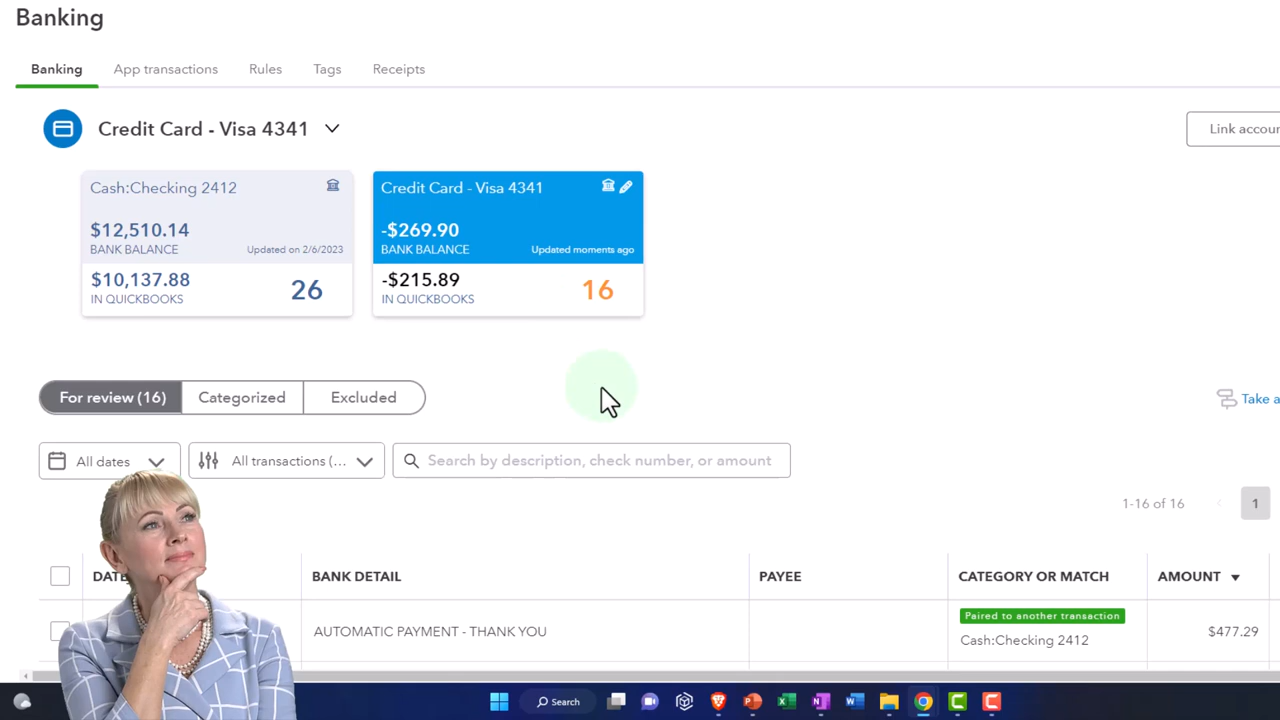 Banking
Banking App transactions Rules Tags Receipts
Credit Card - Visa 4341
Link accou
Cash:Checking 2412
$12,510.14
BANK BALANCE Updated on 2/6/2023
$10,137.88
IN QUICKBOOKS
26
Credit Card - Visa 4341
-$269.90
BANK BALANCE Updated moments ago
-$215.89
IN QUICKBOOKS
16
For review (16) Categorized Excluded
Take a
All dates All transactions (... Search by description, check number, or amount
1-16 of 16 1
DATE BANK DETAIL PAYEE CATEGORY OR MATCH AMOUNT
Paired to another transaction
AUTOMATIC PAYMENT - THANK YOU Cash:Checking 2412 $477.29
Search